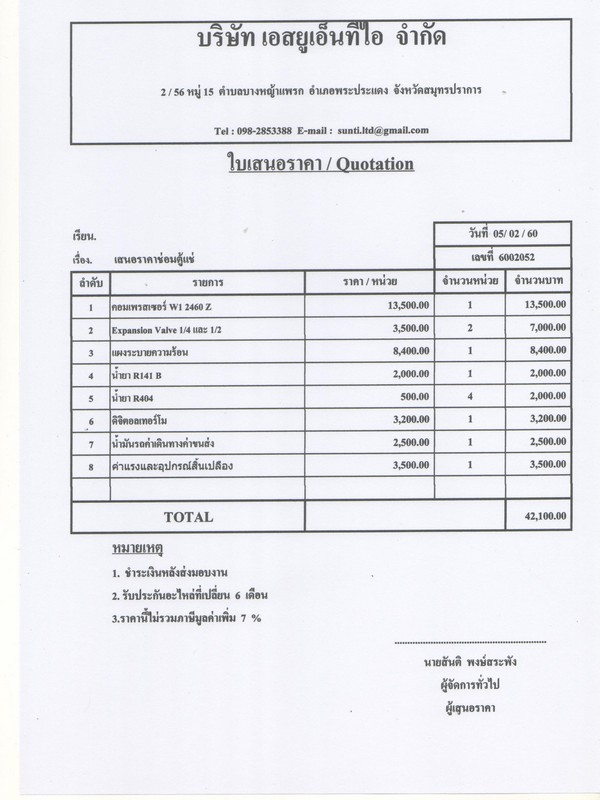 บริษัท เอสยูเอ็นทีไอ จำกัด
2 / 56 หมู่ 15 ตำบลบางหญ้าแพรก อำเภอพระประแดง จังหวัดสมุทรปราการ
Tel : 098-2853388 E-mail : sunti.ltd@gmail.com
ใบเสนอราคา / Quotation
เรียน. วันที่ 05/ 02 / 60
เรื่อง. เสนอราคาซ่อมตู้แช่ เลขที่ 6002052
ลำดับ รายการ ราคา / หน่วย จำนวนหน่วย จำนวนบาท
1 คอมเพรสเซอร์ W1 2460 Z 13,500.00 1 13,500.00
2 Expansion Valve 1/4 และ 1/2 3,500.00 2 7,000.00
3 แผงระบายความร้อน 8,400.00 1 8,400.00
4 น้ำยา R141 B 2,000.00 1 2,000.00
5 น้ำยา R404 500.00 4 2,000.00
6 ดิจิตอลเทอร์โม 3,200.00 1 3,200.00
7 น้ำมันรถค่าเดินทางค่าขนส่ง 2,500.00 1 2,500.00
8 ค่าแรงและอุปกรณ์สิ้นเปลือง 3,500.00 1 3,500.00
TOTAL 42,100.00
หมายเหตุ
1. ชำระเงินหลังส่งมอบงาน
2. รับประกันอะไหล่ที่เปลี่ยน 6 เดือน
3.ราคานี้ไม่รวมภาษีมูลค่าเพิ่ม 7 %
นายสันติ พงษ์สระพัง
ผู้จัดการทั่วไป
ผู้เสนอราคา